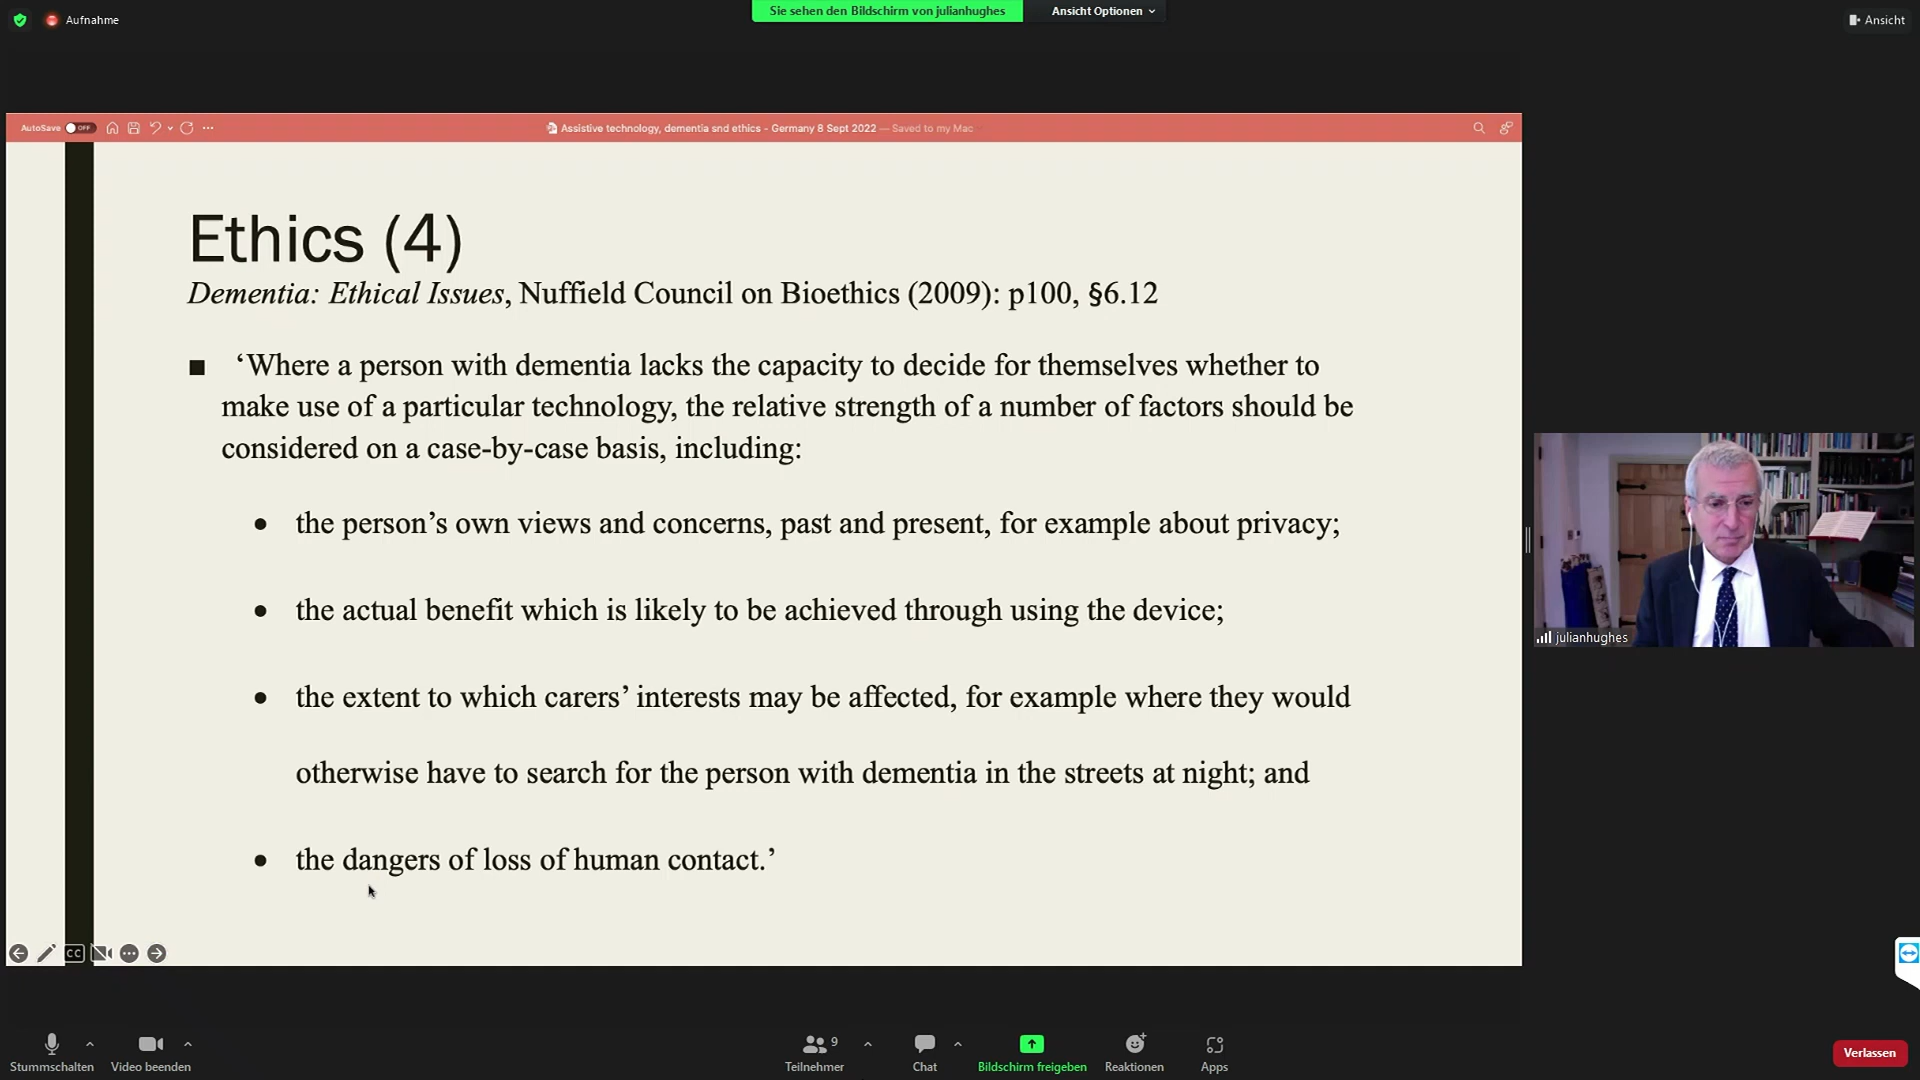 Aufnahme
Sie sehen den Bildschirm von julianhughes
Ansicht Optionen
Ansicht
AutoSave OFF
Assistive technology, dementia snd ethics - Germany 8 Sept 2022 — Saved to my Mac
Ethics (4)
Dementia: Ethical Issues, Nuffield Council on Bioethics (2009): p100, §6.12
■ ‘Where a person with dementia lacks the capacity to decide for themselves whether to
make use of a particular technology, the relative strength of a number of factors should be
considered on a case-by-case basis, including:
• the person’s own views and concerns, past and present, for example about privacy;
• the actual benefit which is likely to be achieved through using the device;
• the extent to which carers’ interests may be affected, for example where they would
otherwise have to search for the person with dementia in the streets at night; and
• the dangers of loss of human contact.’
julianhughes
CC
Stummschalten
Video beenden
9
Teilnehmer
Chat
Bildschirm freigeben
Reaktionen
Apps
Verlassen